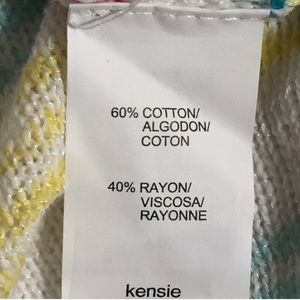 60% COTTON/
ALGODON/
COTON
40% RAYON/
VISCOSA/
RAYONNE
kensie